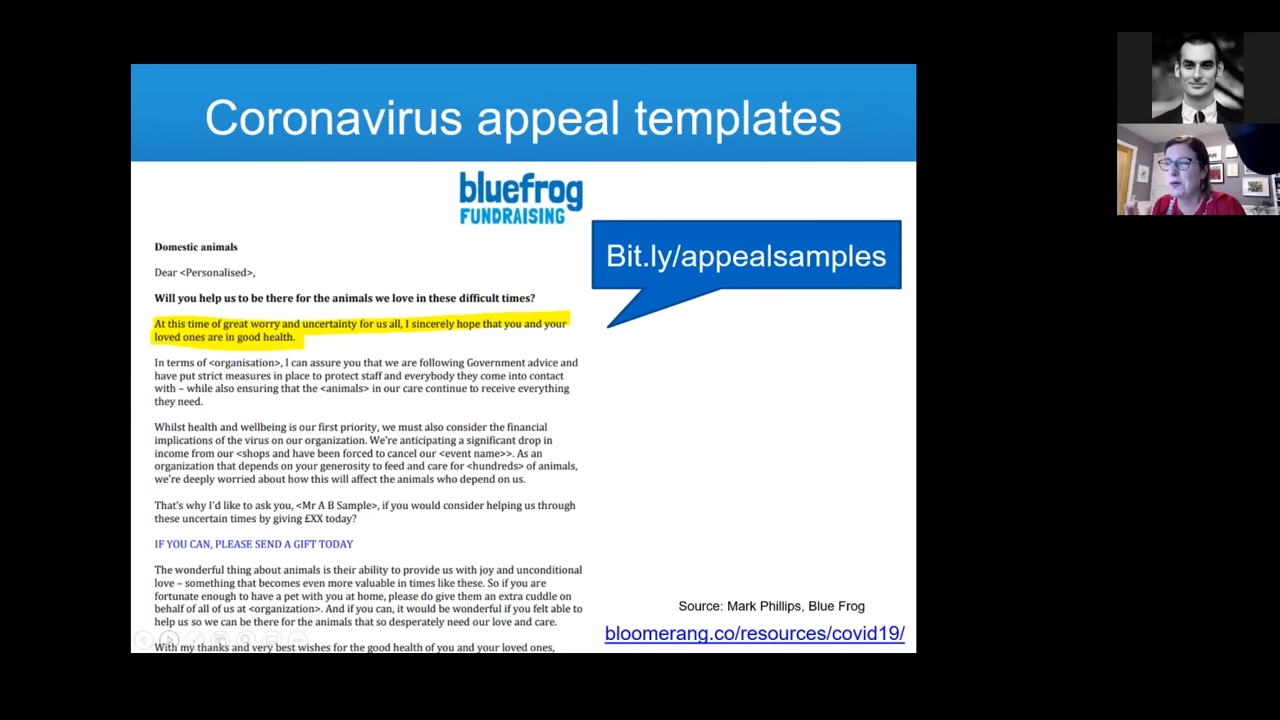 Coronavirus appeal templates
bluefrog
FUNDRAISING
Bit.ly/appealsamples
Domestic animals
Dear <Personalised>,
Will you help us to be there for the animals we love in these difficult times?
At this time of great worry and uncertainty for us all, I sincerely hope that you and your
loved ones are in good health.
In terms of <organisation>, I can assure you that we are following Government advice and
have put strict measures in place to protect staff and everybody they come into contact
with – while also ensuring that the <animals> in our care continue to receive everything
they need.
Whilst health and wellbeing is our first priority, we must also consider the financial
implications of the virus on our organization. We're anticipating a significant drop in
income from our <shops and have been forced to cancel our <event name>>. As an
organization that depends on your generosity to feed and care for <hundreds> of animals,
we're deeply worried about how this will affect the animals who depend on us.
That's why I'd like to ask you, <Mr A B Sample>, if you would consider helping us through
these uncertain times by giving £XX today?
IF YOU CAN, PLEASE SEND A GIFT TODAY
The wonderful thing about animals is their ability to provide us with joy and unconditional
love – something that becomes even more valuable in times like these. So if you are
fortunate enough to have a pet with you at home, please do give them an extra cuddle on
behalf of all of us at <organization>. And if you can, it would be wonderful if you felt able to
help us so we can be there for the animals that so desperately need our love and care.
With my thanks and very best wishes for the good health of you and your loved ones,
Source: Mark Phillips, Blue Frog
bloomerang.co/resources/covid19/